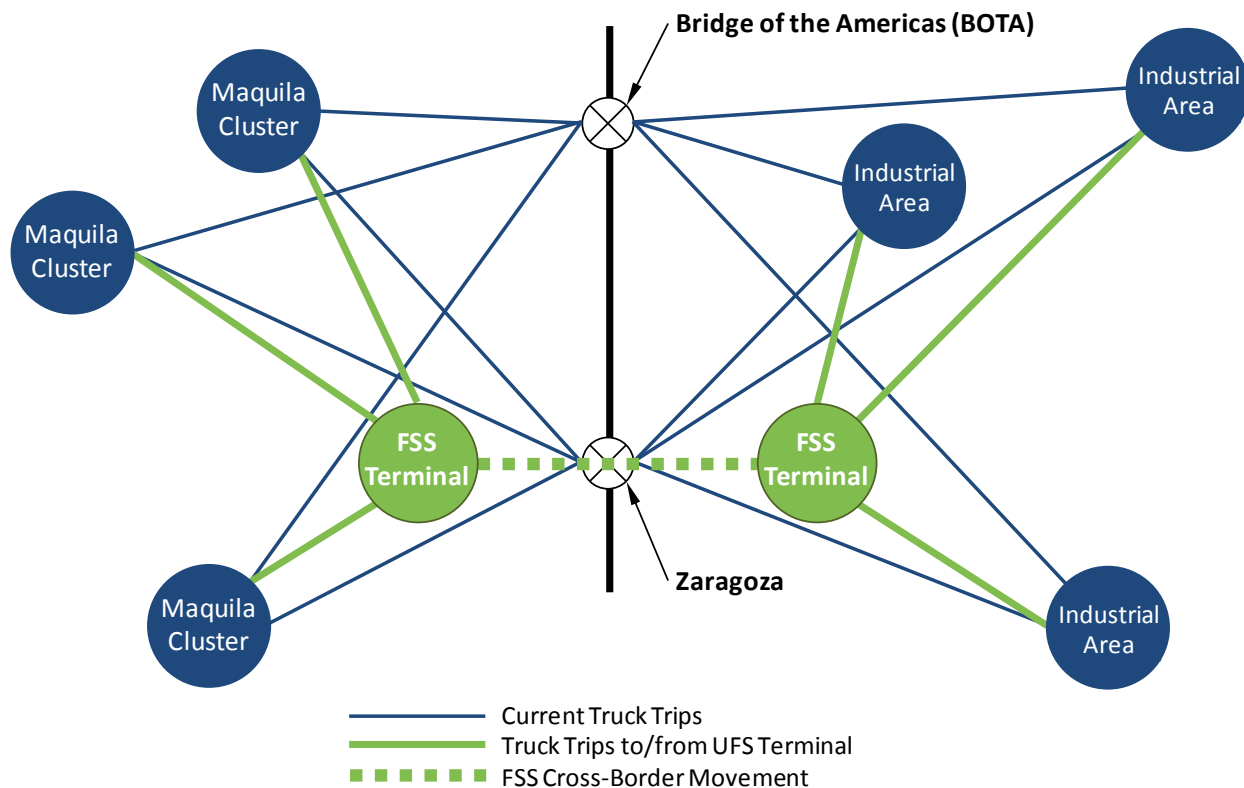 Bridge of the Americas (BOTA)
Maquila
Cluster
Industrial
Area
Industrial
Area
Maquila
Cluster
FSS
Terminal
FSS
Terminal
Zaragoza
Maquila
Cluster
Industrial
Area
Current Truck Trips
Truck Trips to/from UFS Terminal
FSS Cross-Border Movement